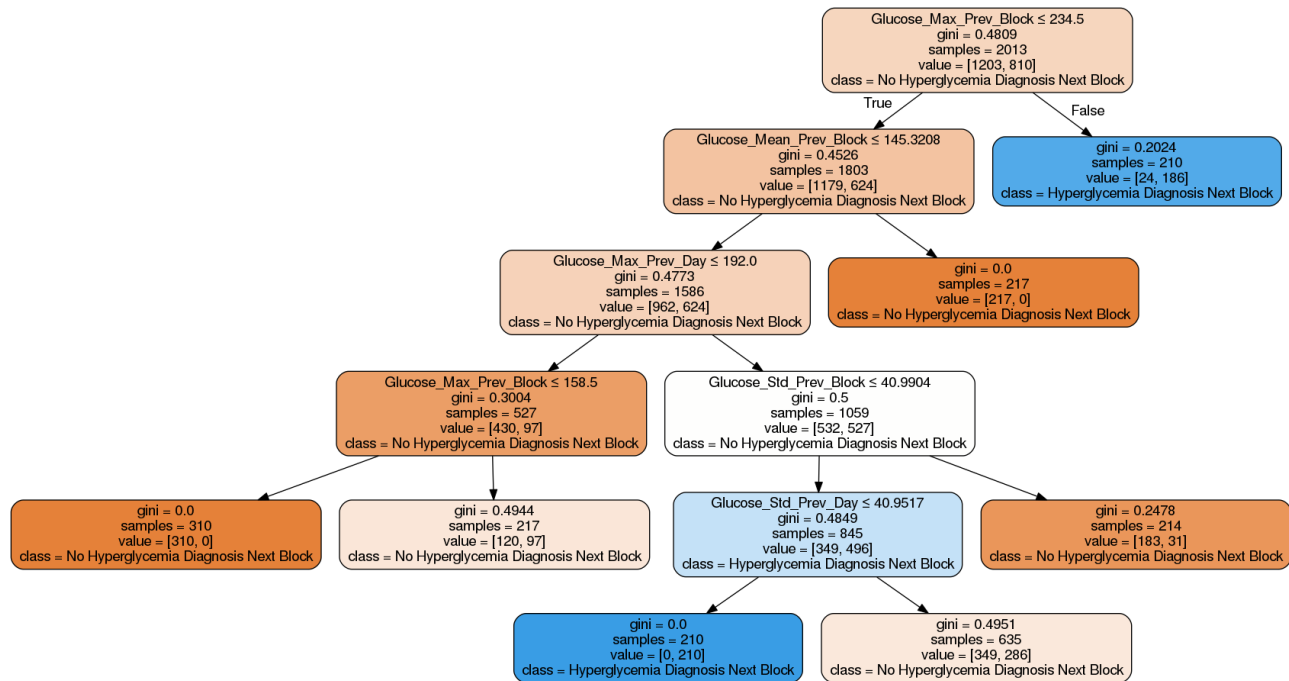 Glucose_Max_Prev_Block ≤ 234.5
gini = 0.4809
samples = 2013
value = [1203, 810]
class = No Hyperglycemia Diagnosis Next Block
True
False
Glucose_Mean_Prev_Block ≤ 145.3208
gini = 0.4526
samples = 1803
value = [1179, 624]
class = No Hyperglycemia Diagnosis Next Block
gini = 0.2024
samples = 210
value = [24, 186]
class = Hyperglycemia Diagnosis Next Block
Glucose_Max_Prev_Day ≤ 192.0
gini = 0.4773
samples = 1586
value = [962, 624]
class = No Hyperglycemia Diagnosis Next Block
gini = 0.0
samples = 217
value = [217, 0]
class = No Hyperglycemia Diagnosis Next Block
Glucose_Max_Prev_Block ≤ 158.5
gini = 0.3004
samples = 527
value = [430, 97]
class = No Hyperglycemia Diagnosis Next Block
Glucose_Std_Prev_Block ≤ 40.9904
gini = 0.5
samples = 1059
value = [532, 527]
class = No Hyperglycemia Diagnosis Next Block
gini = 0.0
samples = 310
value = [310, 0]
class = No Hyperglycemia Diagnosis Next Block
gini = 0.4944
samples = 217
value = [120, 97]
class = No Hyperglycemia Diagnosis Next Block
Glucose_Std_Prev_Day ≤ 40.9517
gini = 0.4849
samples = 845
value = [349, 496]
class = Hyperglycemia Diagnosis Next Block
gini = 0.2478
samples = 214
value = [183, 31]
class = No Hyperglycemia Diagnosis Next Block
gini = 0.0
samples = 210
value = [0, 210]
class = Hyperglycemia Diagnosis Next Block
gini = 0.4951
samples = 635
value = [349, 286]
class = No Hyperglycemia Diagnosis Next Block